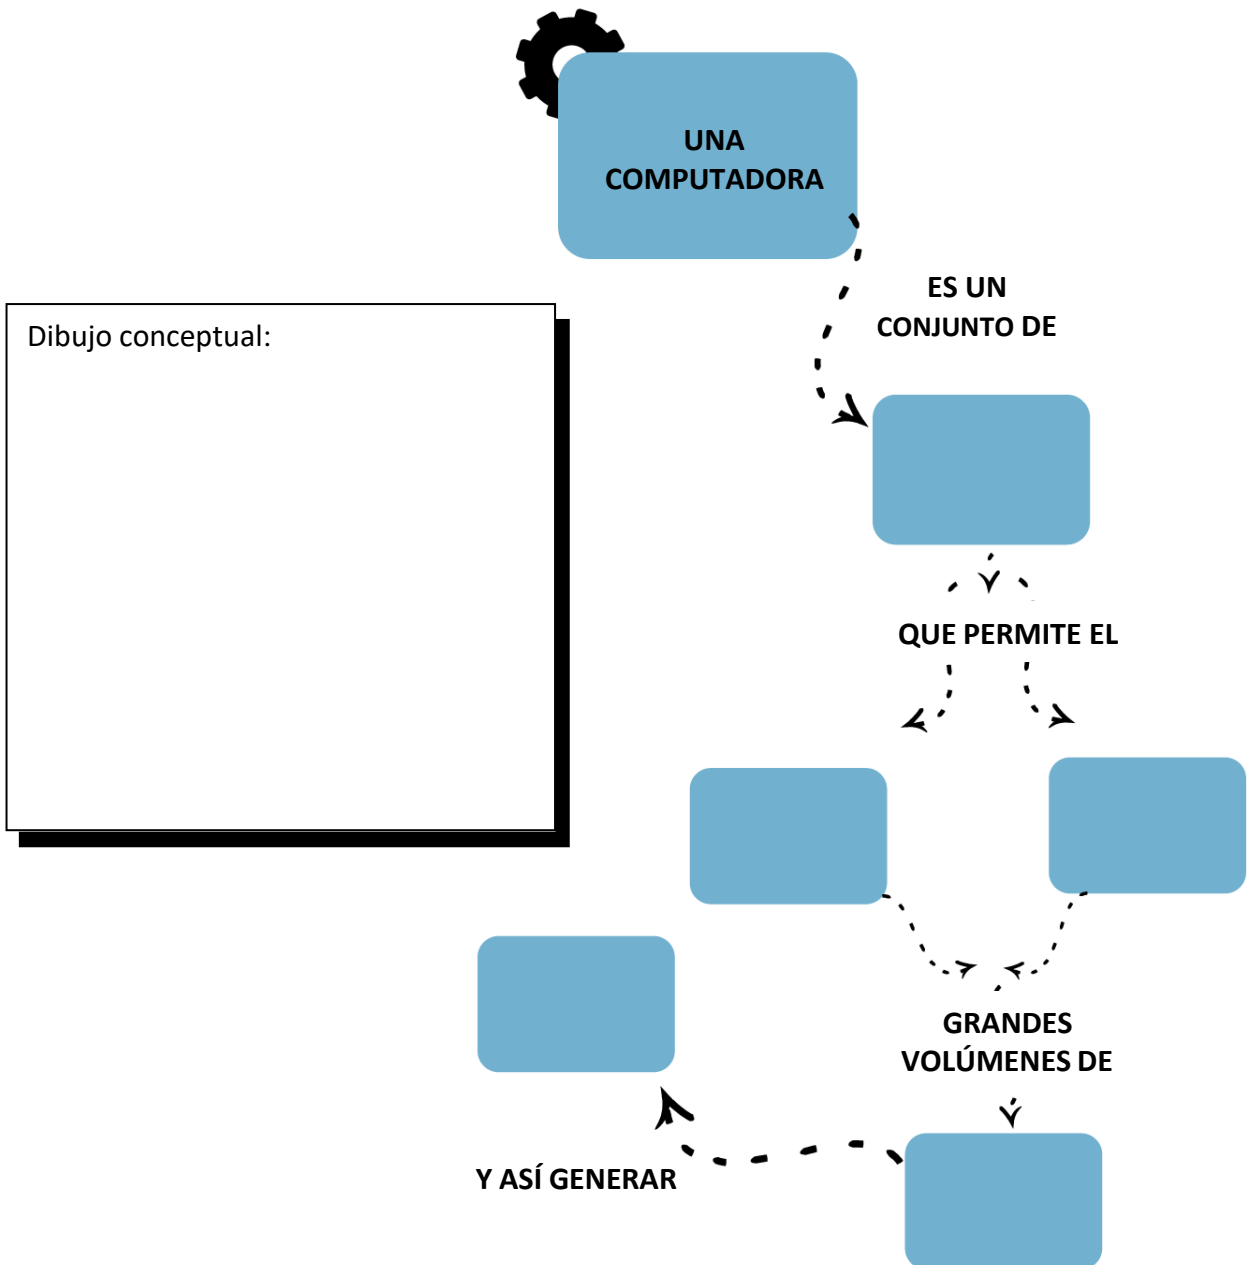 UNA
COMPUTADORA
ES UN
CONJUNTO DE
Dibujo conceptual:
QUE PERMITE EL
GRANDES
VOLÚMENES DE
Y ASÍ GENERAR